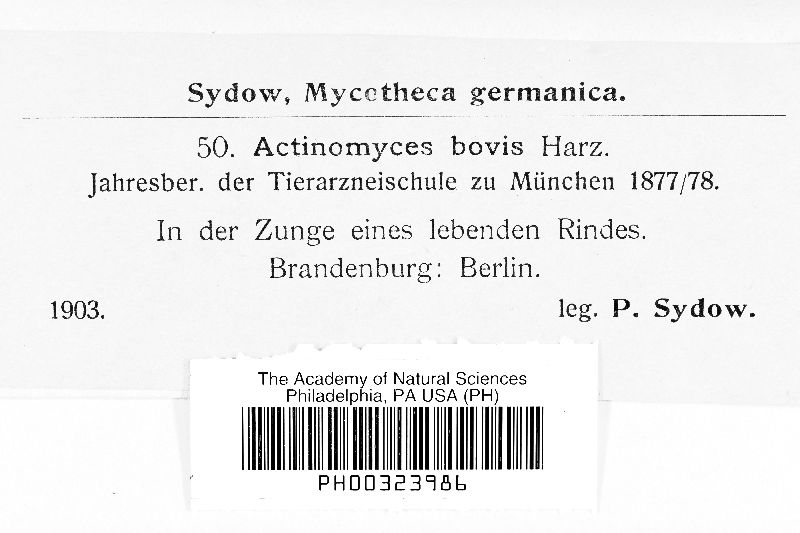 Sydow, Mycotheca germanica.
50. Actinomyces bovis Harz.
Jahresber. der Tierarzneischule zu München 1877/78.
In der Zunge eines lebenden Rindes.
Brandenburg: Berlin.
1903. leg. P. Sydow.
The Academy of Natural Sciences
Philadelphia, PA USA (PH)
PH00323986